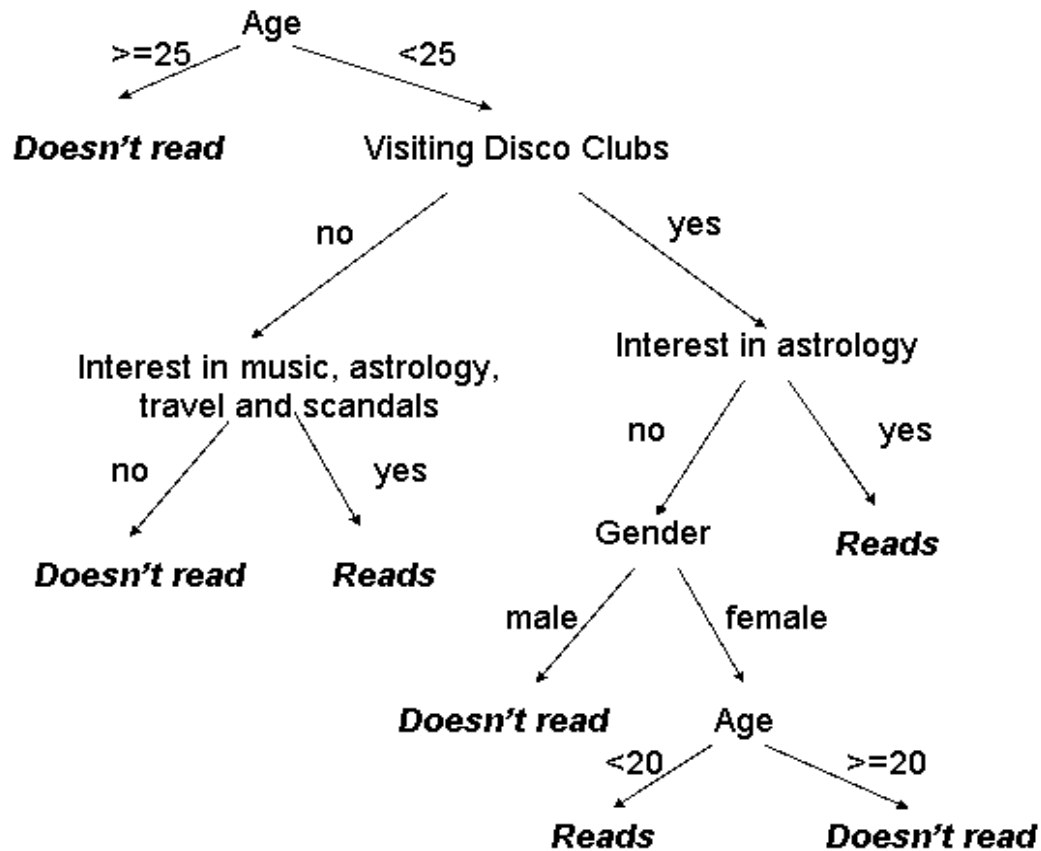 Age
>=25
<25
Doesn't read
Visiting Disco Clubs
no
yes
Interest in music, astrology,
travel and scandals
Interest in astrology
no
yes
no
yes
Doesn't read
Reads
Gender
Reads
male
female
Doesn't read
Age
<20
>=20
Reads
Doesn't read